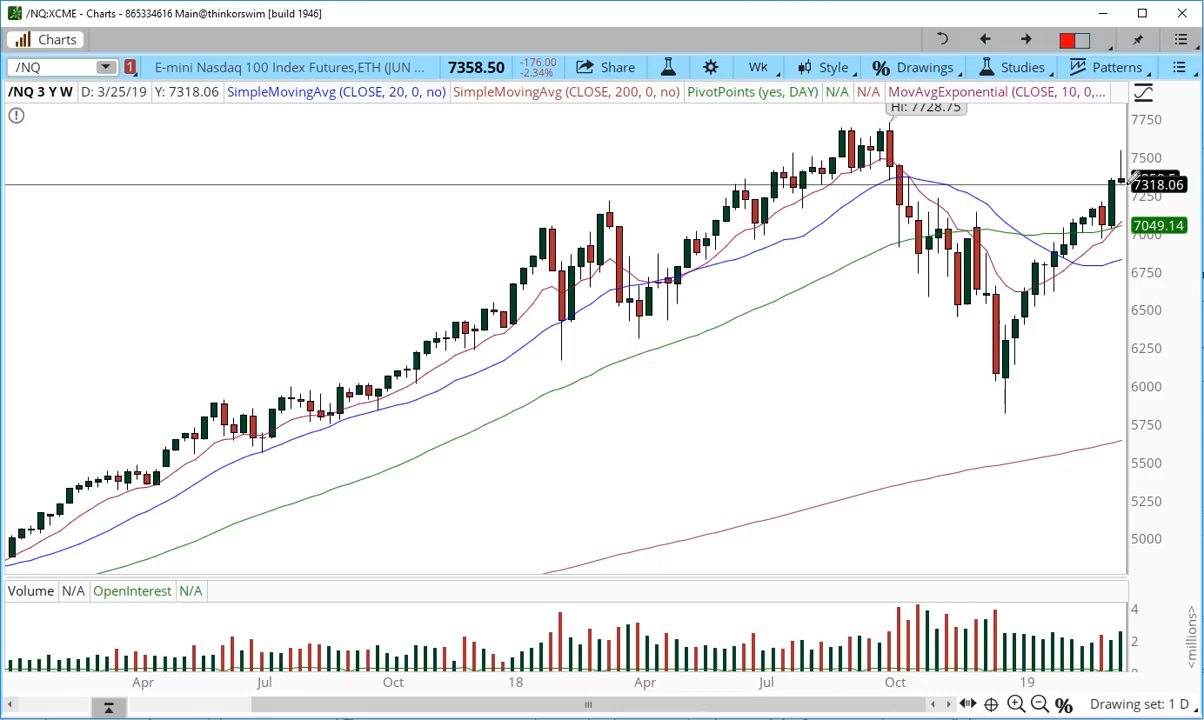 /NQ:XCME - Charts - 865334616 Main@thinkorswim [build 1946]
Charts
/NQ 1 E-mini Nasdaq 100 Index Futures,ETH (JUN ... 7358.50 -176.00 -2.34% Share Wk Style % Drawings Studies Patterns
/NQ 3 Y W D: 3/25/19 Y: 7318.06 SimpleMovingAvg (CLOSE, 20, 0, no) SimpleMovingAvg (CLOSE, 200, 0, no) PivotPoints (yes, DAY) N/A N/A MovAvgExponential (CLOSE, 10, 0,...
Hi: 7728.75
7750
7500
7318.06
7250
7049.14
7000
6750
6500
6250
6000
5750
5500
5250
5000
Volume N/A OpenInterest N/A
4
2
0
<millions>
Apr Jul Oct 18 Apr Jul Oct 19
% Drawing set: 1 D